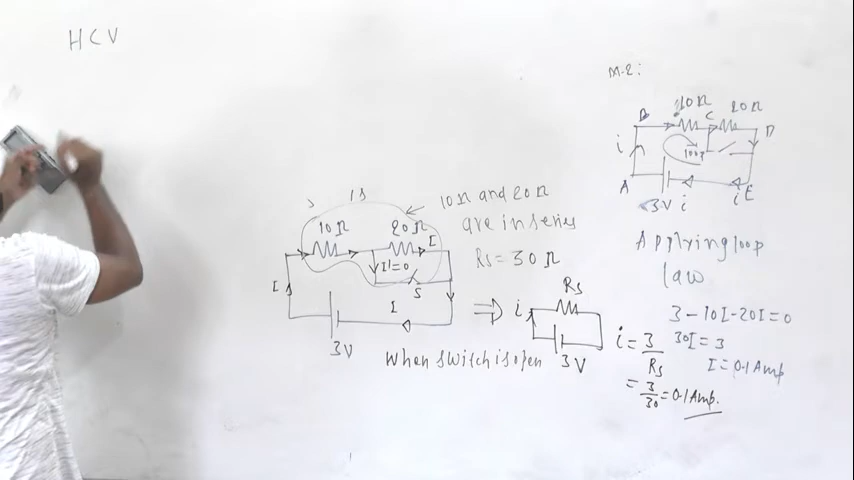 HCV
M-2:
10Ω 20Ω
B C D
i
A 3V i i E
10Ω 20Ω I
I'=0
I S
I
3V
10Ω and 20Ω
are in series
Rs = 30Ω
when switch is open
⇒ i Rs
3V
i = 3/Rs
= 3/30 = 0.1 Amp.
Applying loop
law
3-10I-20I=0
30I = 3
I = 0.1 Amp